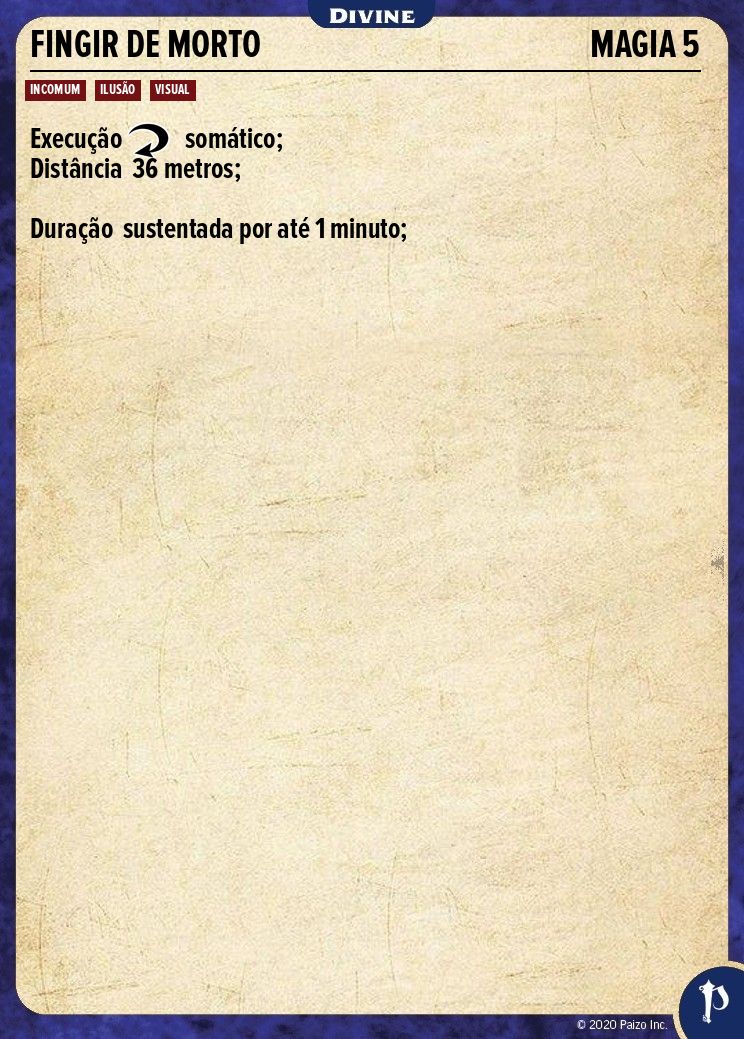 DIVINE
FINGIR DE MORTO MAGIA 5
INCOMUM ILUSÃO VISUAL
Execução somático;
Distância 36 metros;
Duração sustentada por até 1 minuto;
© 2020 Paizo Inc.